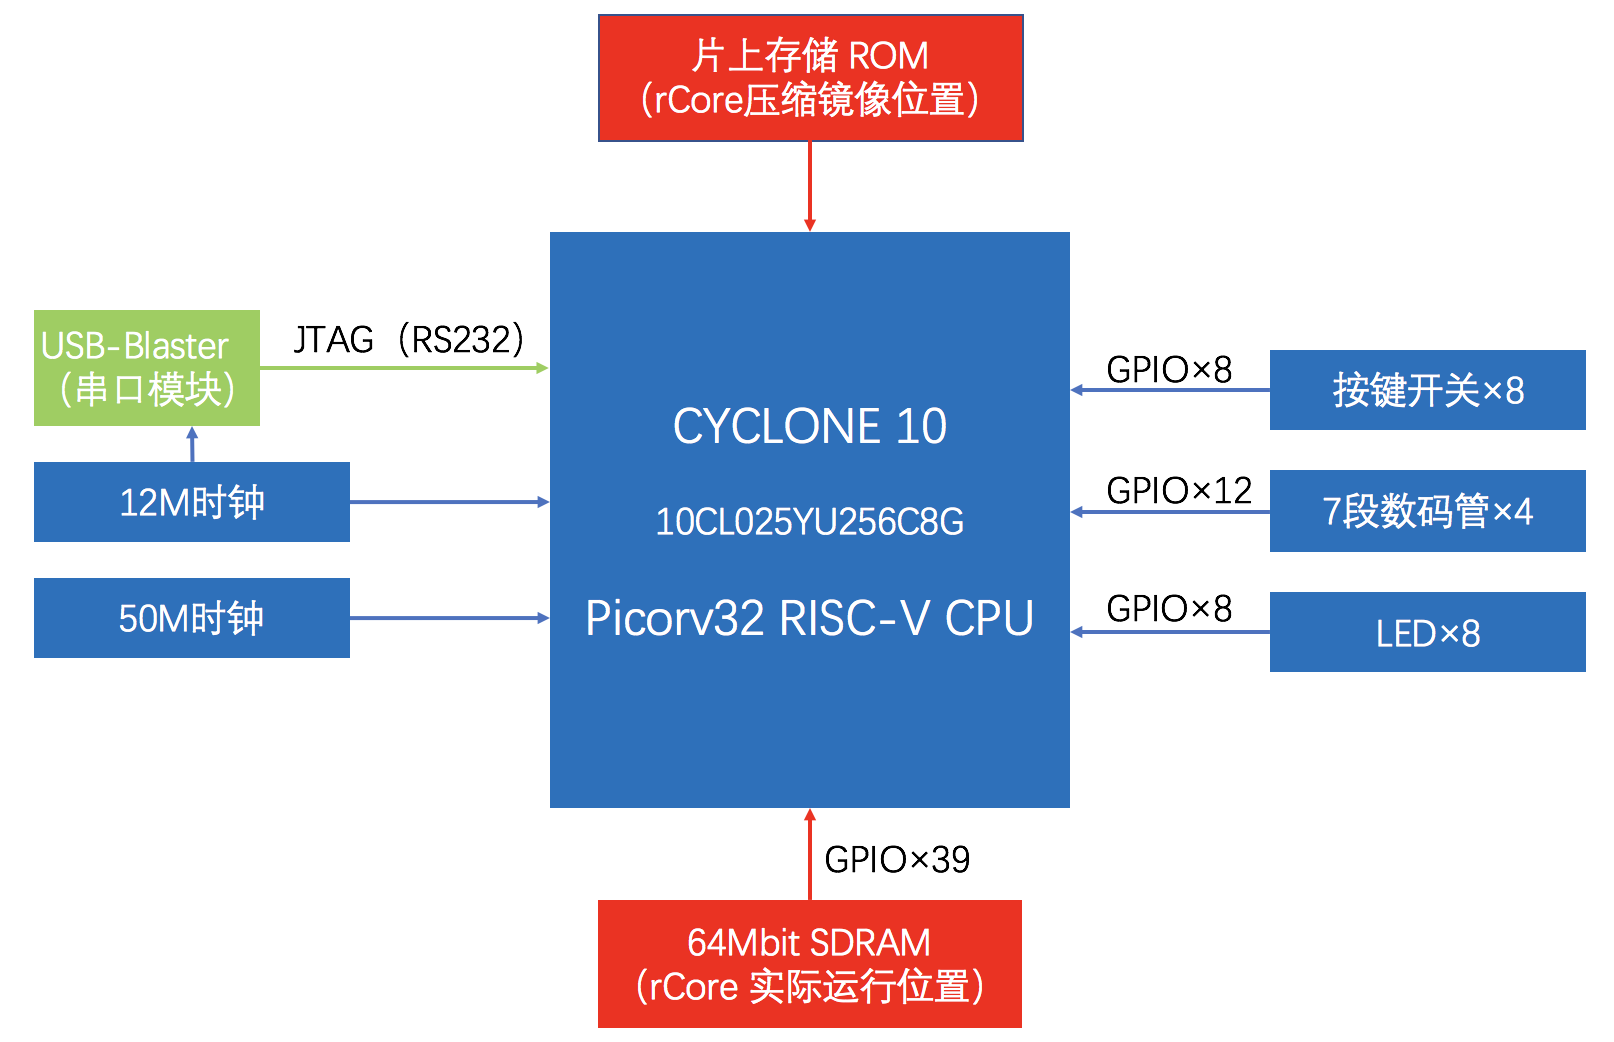 片上存储 ROM
（rCore压缩镜像位置）
USB-Blaster
（串口模块）
JTAG（RS232）
12M时钟
50M时钟
CYCLONE 10
10CL025YU256C8G
Picorv32 RISC-V CPU
GPIO×8
按键开关×8
GPIO×12
7段数码管×4
GPIO×8
LED×8
GPIO×39
64Mbit SDRAM
（rCore 实际运行位置）